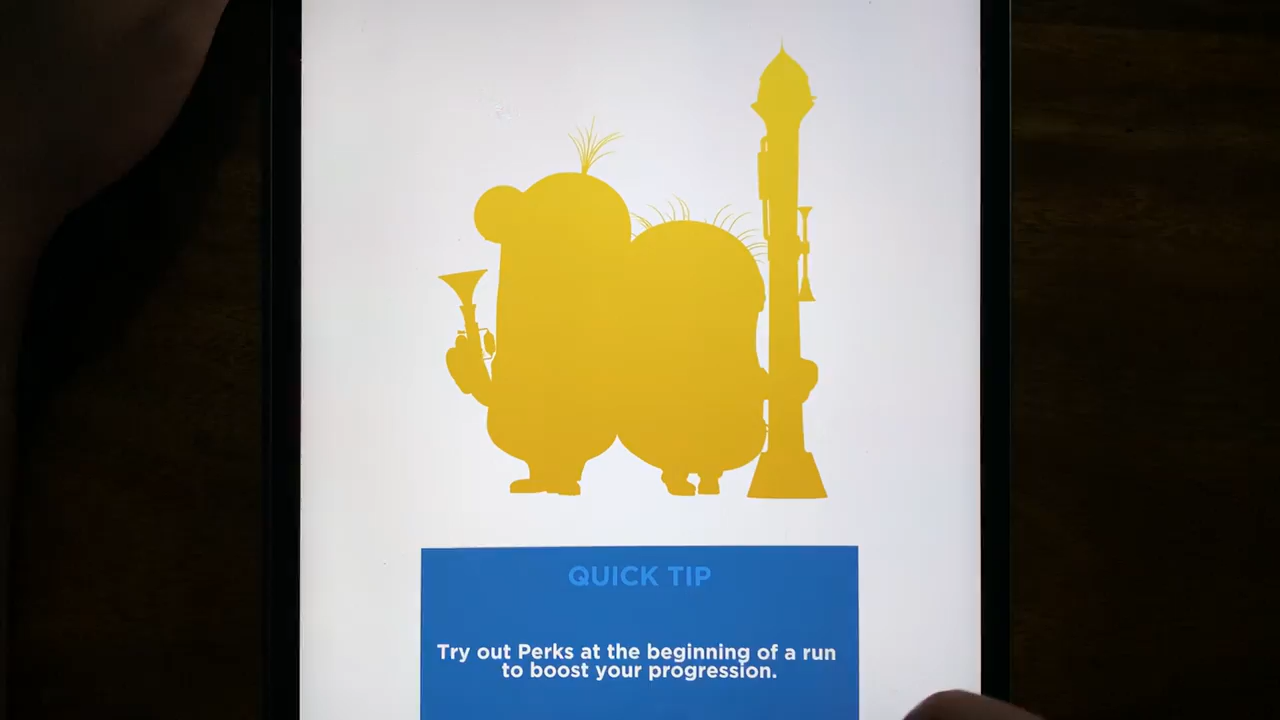 QUICK TIP
Try out Perks at the beginning of a run
to boost your progression.